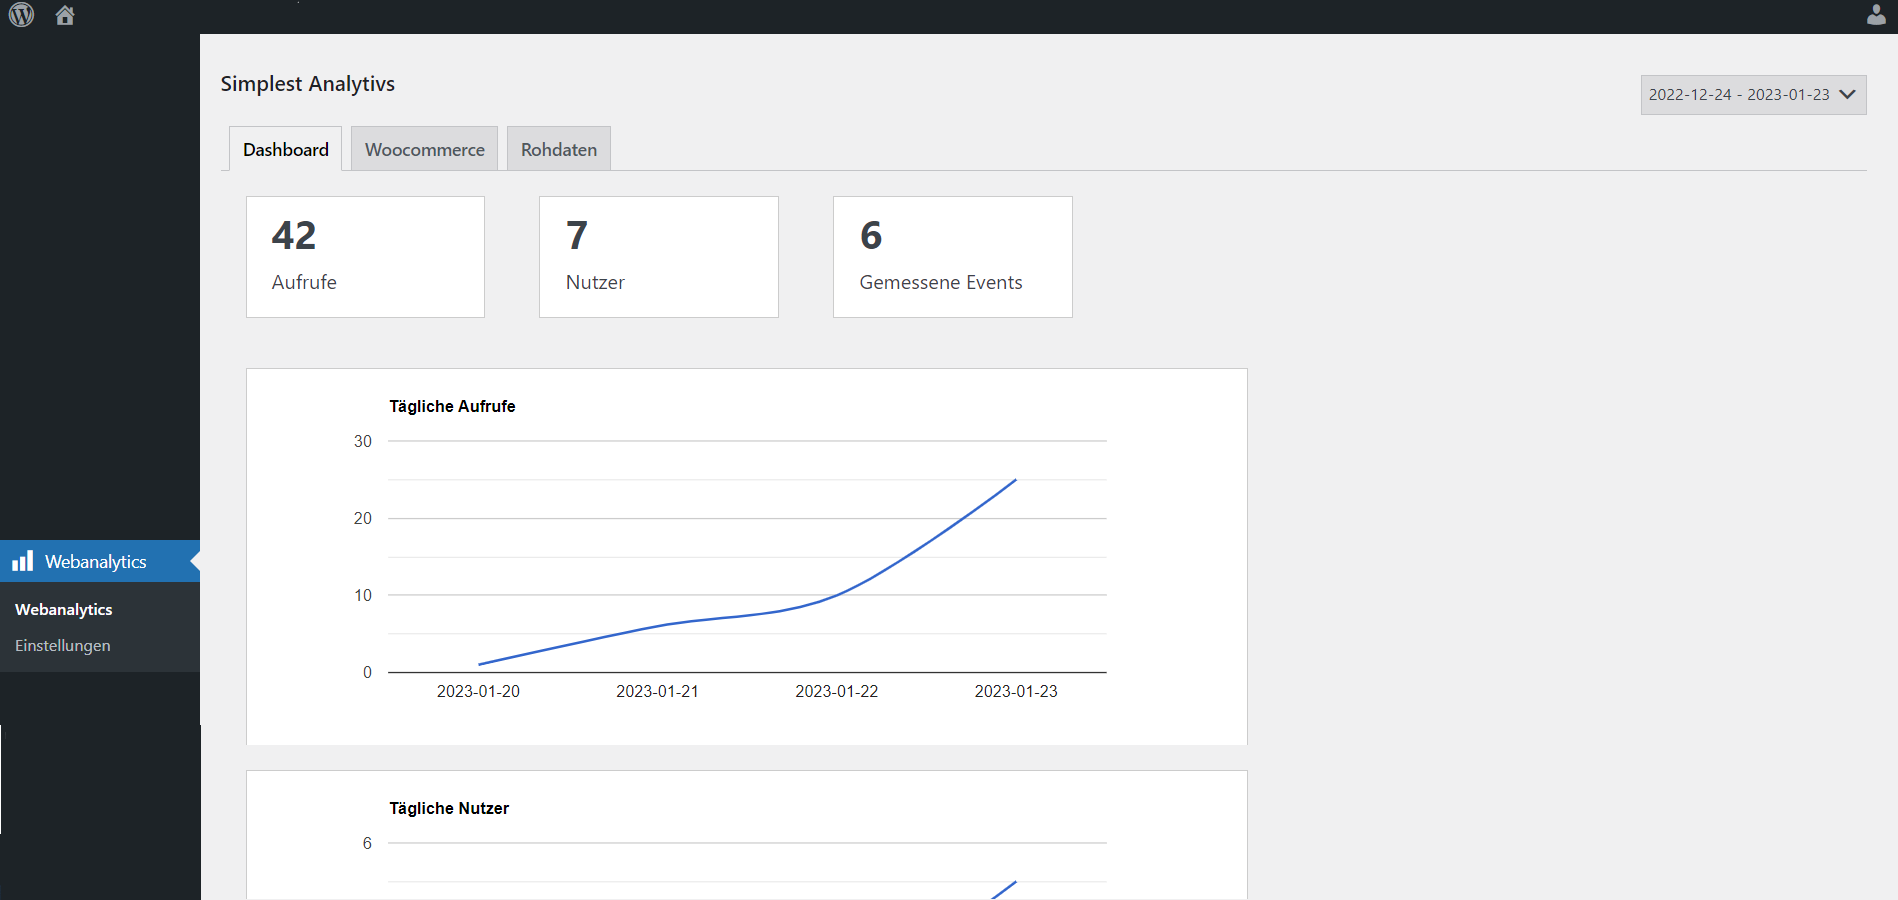 Simplest Analytivs
2022-12-24 - 2023-01-23
Dashboard
Woocommerce
Rohdaten
42
Aufrufe
7
Nutzer
6
Gemessene Events
Webanalytics
Webanalytics
Einstellungen
Tägliche Aufrufe
30
20
10
0
2023-01-20
2023-01-21
2023-01-22
2023-01-23
Tägliche Nutzer
6